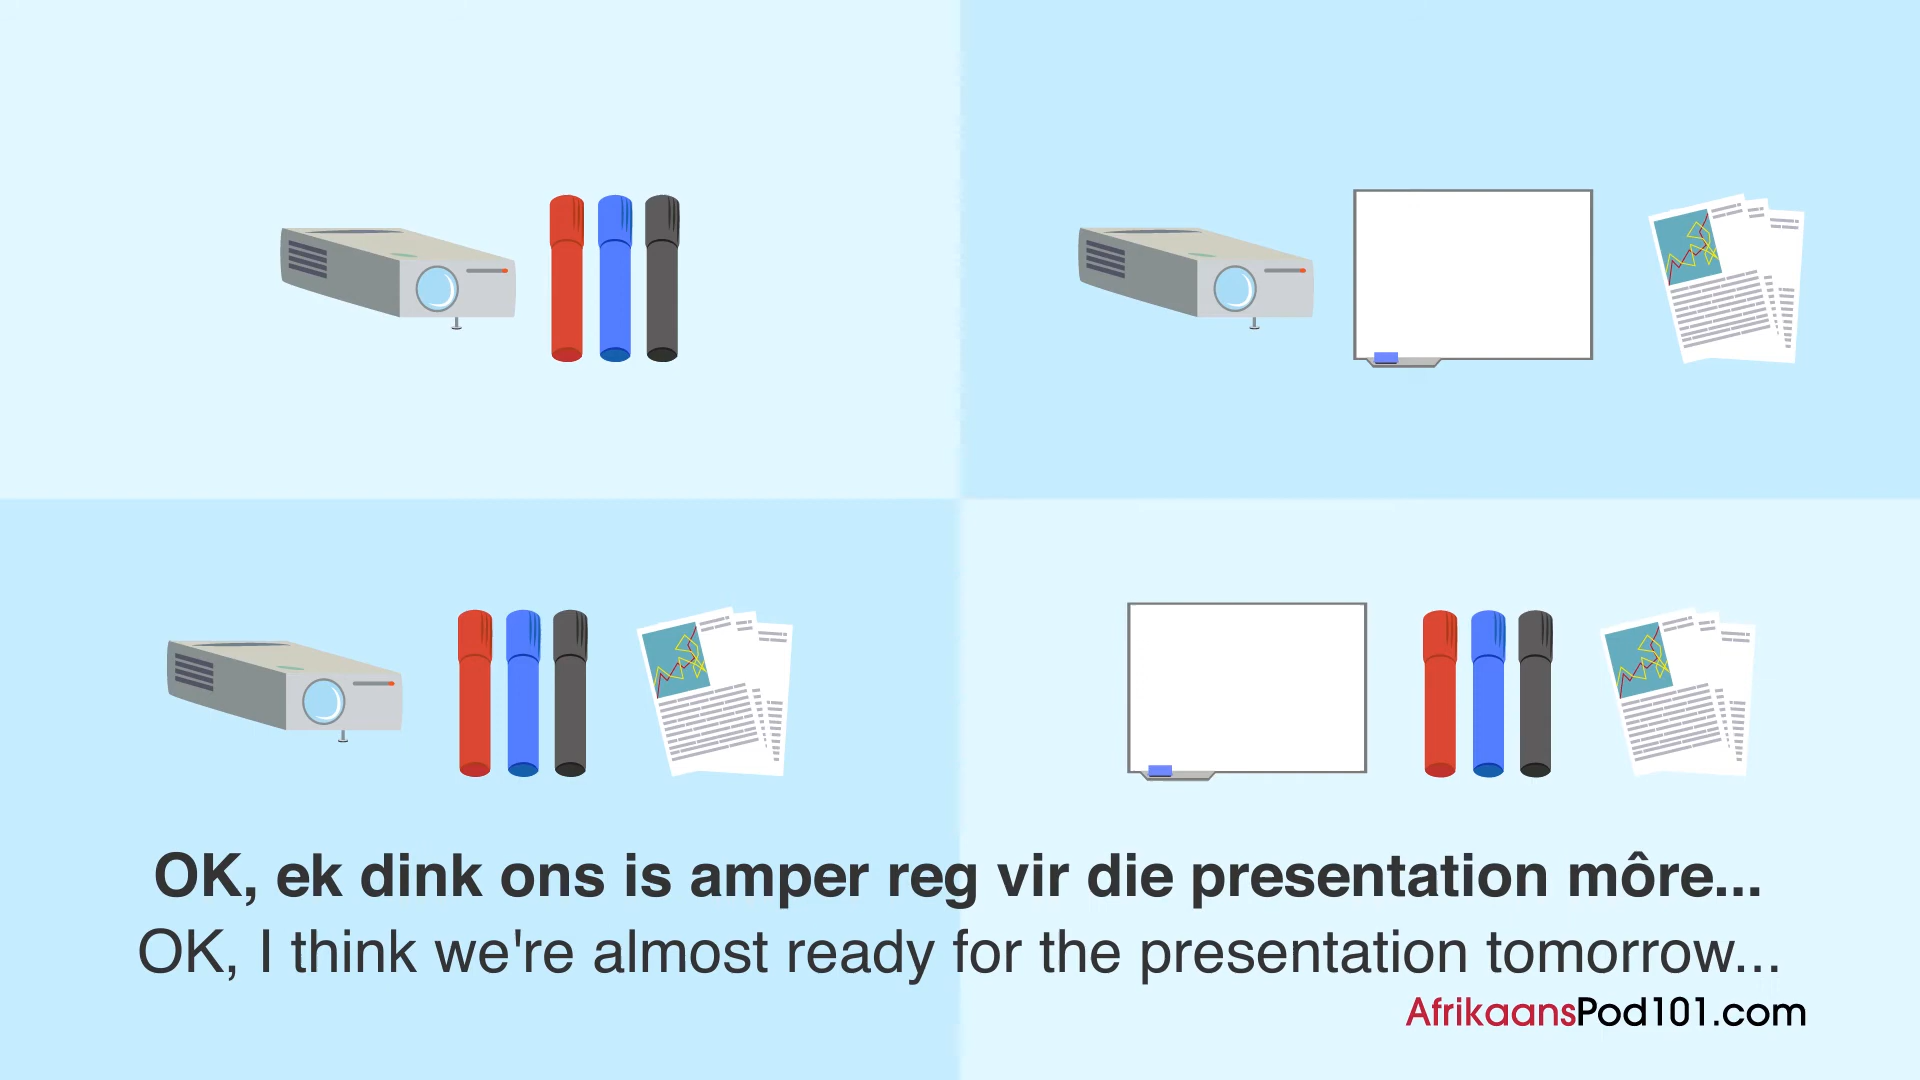 OK, ek dink ons is amper reg vir die presentation môre...
OK, I think we're almost ready for the presentation tomorrow...
AfrikaansPod101.com